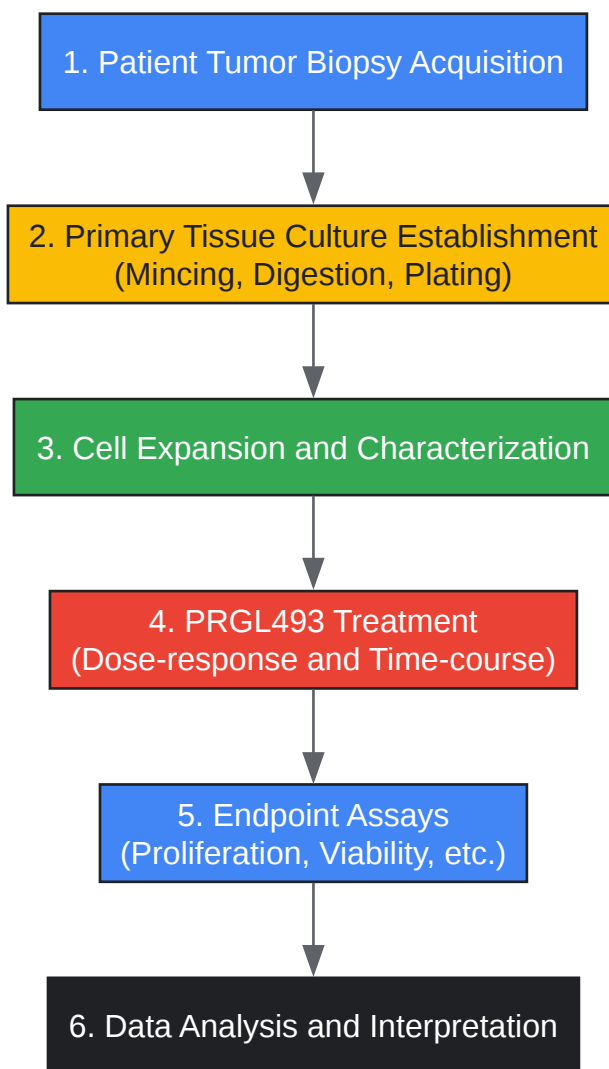 1. Patient Tumor Biopsy Acquisition
2. Primary Tissue Culture Establishment
(Mincing, Digestion, Plating)
3. Cell Expansion and Characterization
4. PRGL493 Treatment
(Dose-response and Time-course)
5. Endpoint Assays
(Proliferation, Viability, etc.)
6. Data Analysis and Interpretation